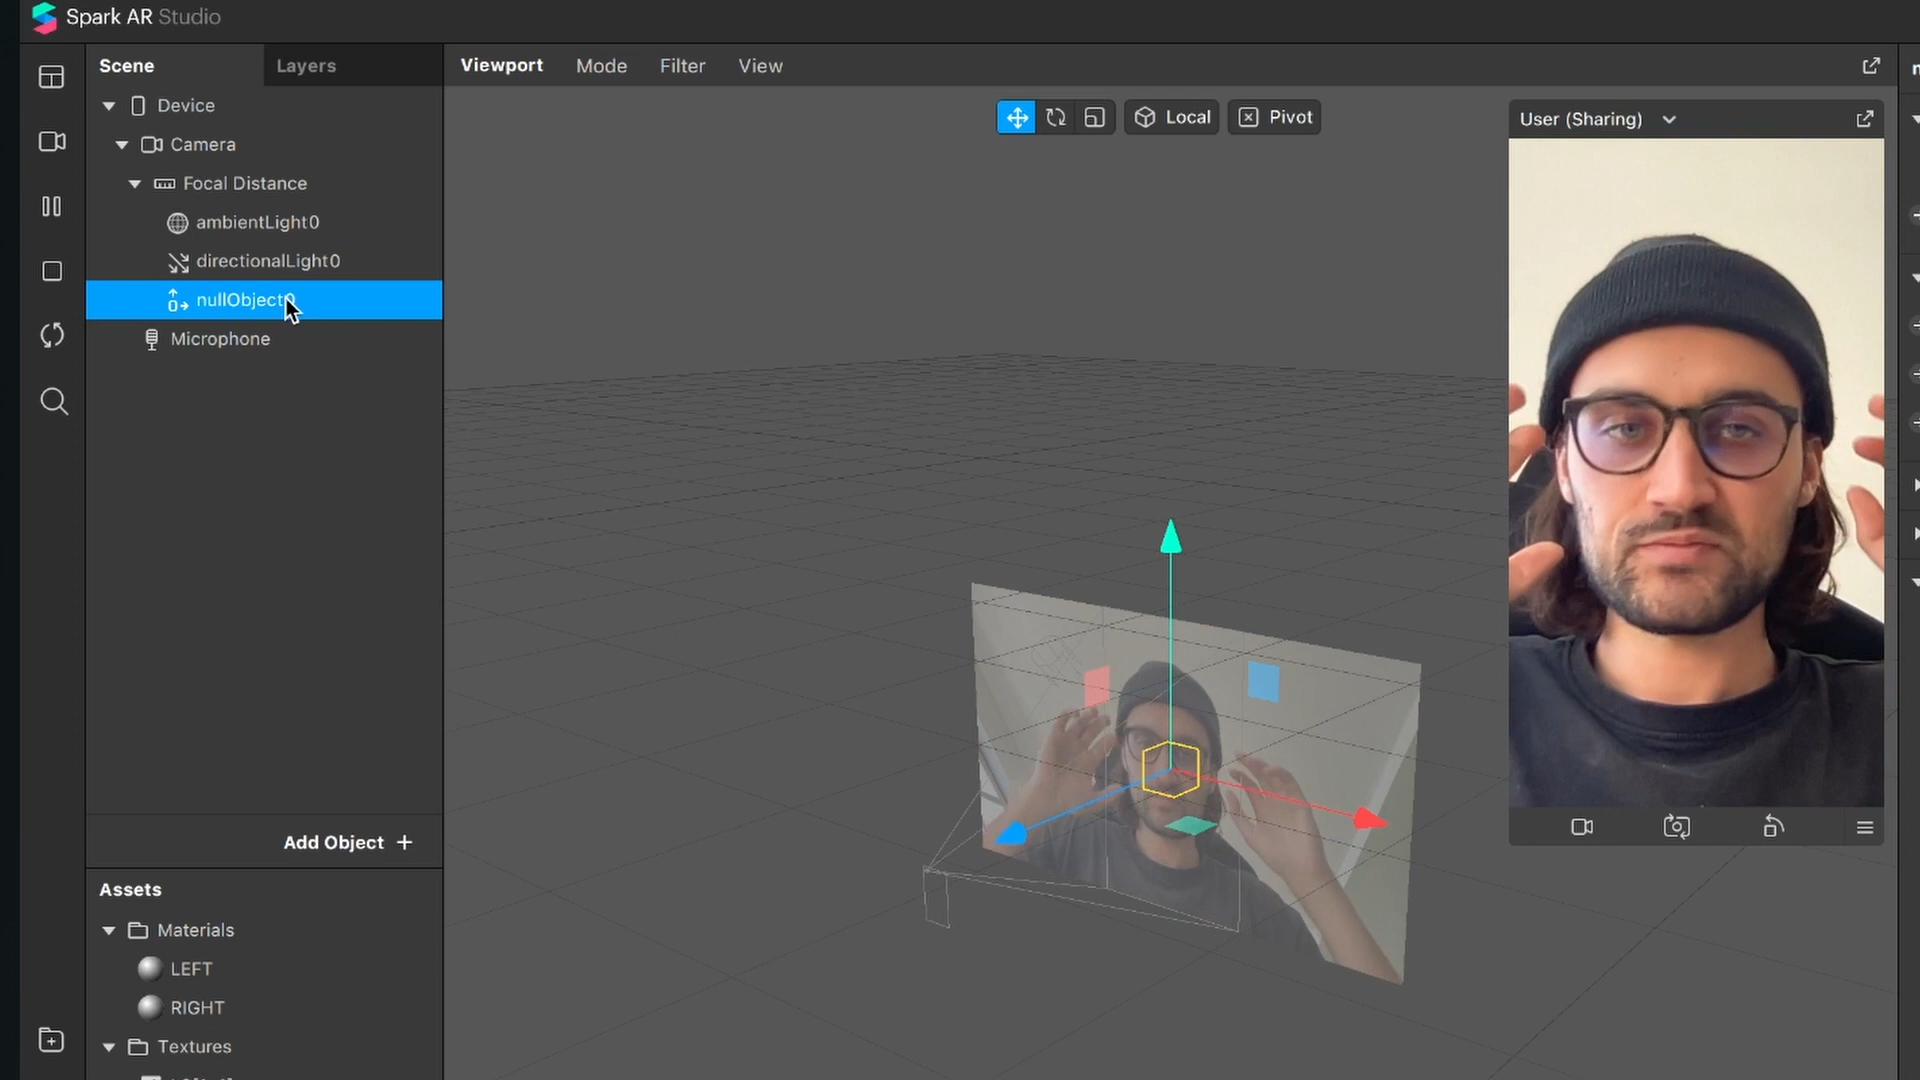 Spark AR Studio
Scene
Layers
Viewport
Mode
Filter
View
Device
Camera
Focal Distance
ambientLight0
directionalLight0
nullObject0
Microphone
Local
Pivot
User (Sharing)
Add Object +
Assets
Materials
LEFT
RIGHT
Textures